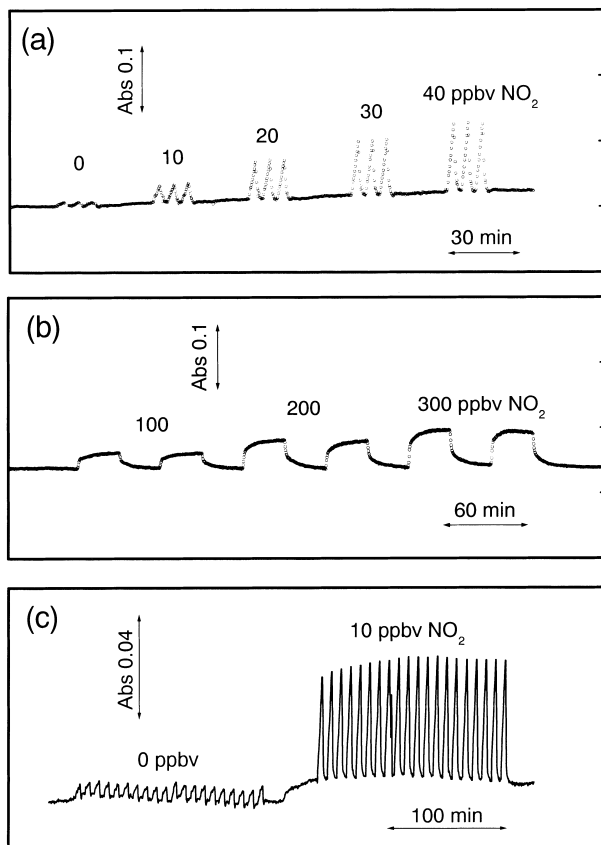 (a)
Abs 0.1
0
10
20
30
40 ppbv NO₂
30 min
(b)
Abs 0.1
100
200
300 ppbv NO₂
60 min
(c)
Abs 0.04
0 ppbv
10 ppbv NO₂
100 min